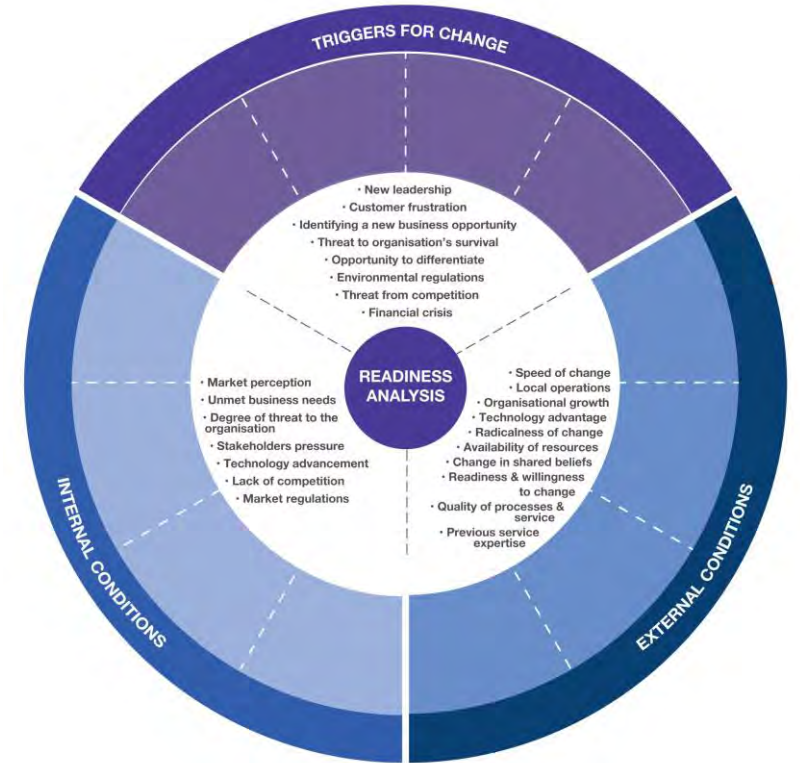 TRIGGERS FOR CHANGE
· New leadership
· Customer frustration
· Identifying a new business opportunity
· Threat to organisation's survival
· Opportunity to differentiate
· Environmental regulations
· Threat from competition
· Financial crisis
READINESS
ANALYSIS
· Market perception
· Unmet business needs
· Degree of threat to the
organisation
· Stakeholders pressure
· Technology advancement
· Lack of competition
· Market regulations
· Speed of change
· Local operations
· Organisational growth
· Technology advantage
· Radicalness of change
· Availability of resources
· Change in shared beliefs
· Readiness & willingness
to change
· Quality of processes &
service
· Previous service
expertise
INTERNAL CONDITIONS
EXTERNAL CONDITIONS